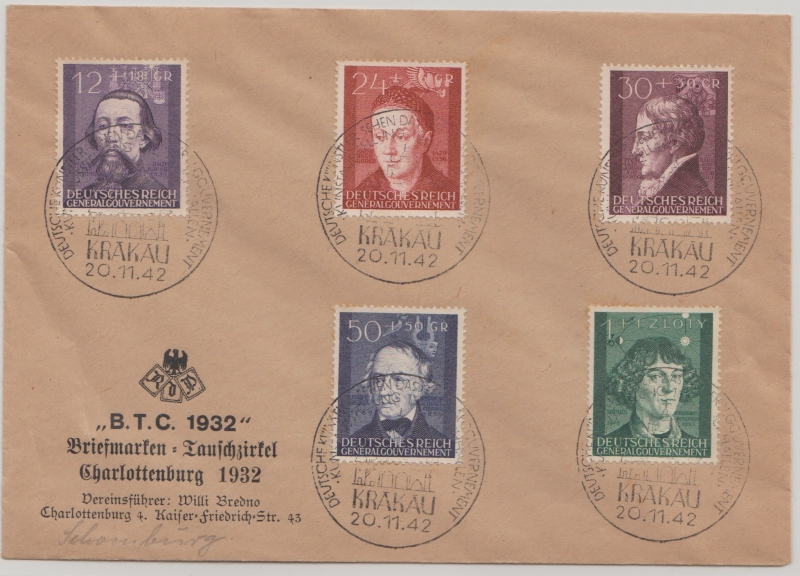 12 + 18 GR
DEUTSCHES REICH
GENERALGOUVERNEMENT
24 +
GR
DEUTSCHES REICH
GENERALGOUVERNEMENT
30 + 30 GR
DEUTSCHES REICH
GENERALGOUVERNEMENT
KRAKAU
20.11.42
KRAKAU
20.11.42
KRAKAU
20.11.42
50 + 50 GR
DEUTSCHES REICH
GENERALGOUVERNEMENT
1 + 1 ZLOTY
DEUTSCHES REICH
GENERALGOUVERNEMENT
KRAKAU
20.11.42
KRAKAU
20.11.42
R d P
„B.T.C. 1932“
Briefmarken = Tauschzirkel
Charlottenburg 1932
Vereinsführer: Willi Bredno
Charlottenburg 4. Kaiser-Friedrich-Str. 43
Schomburg.